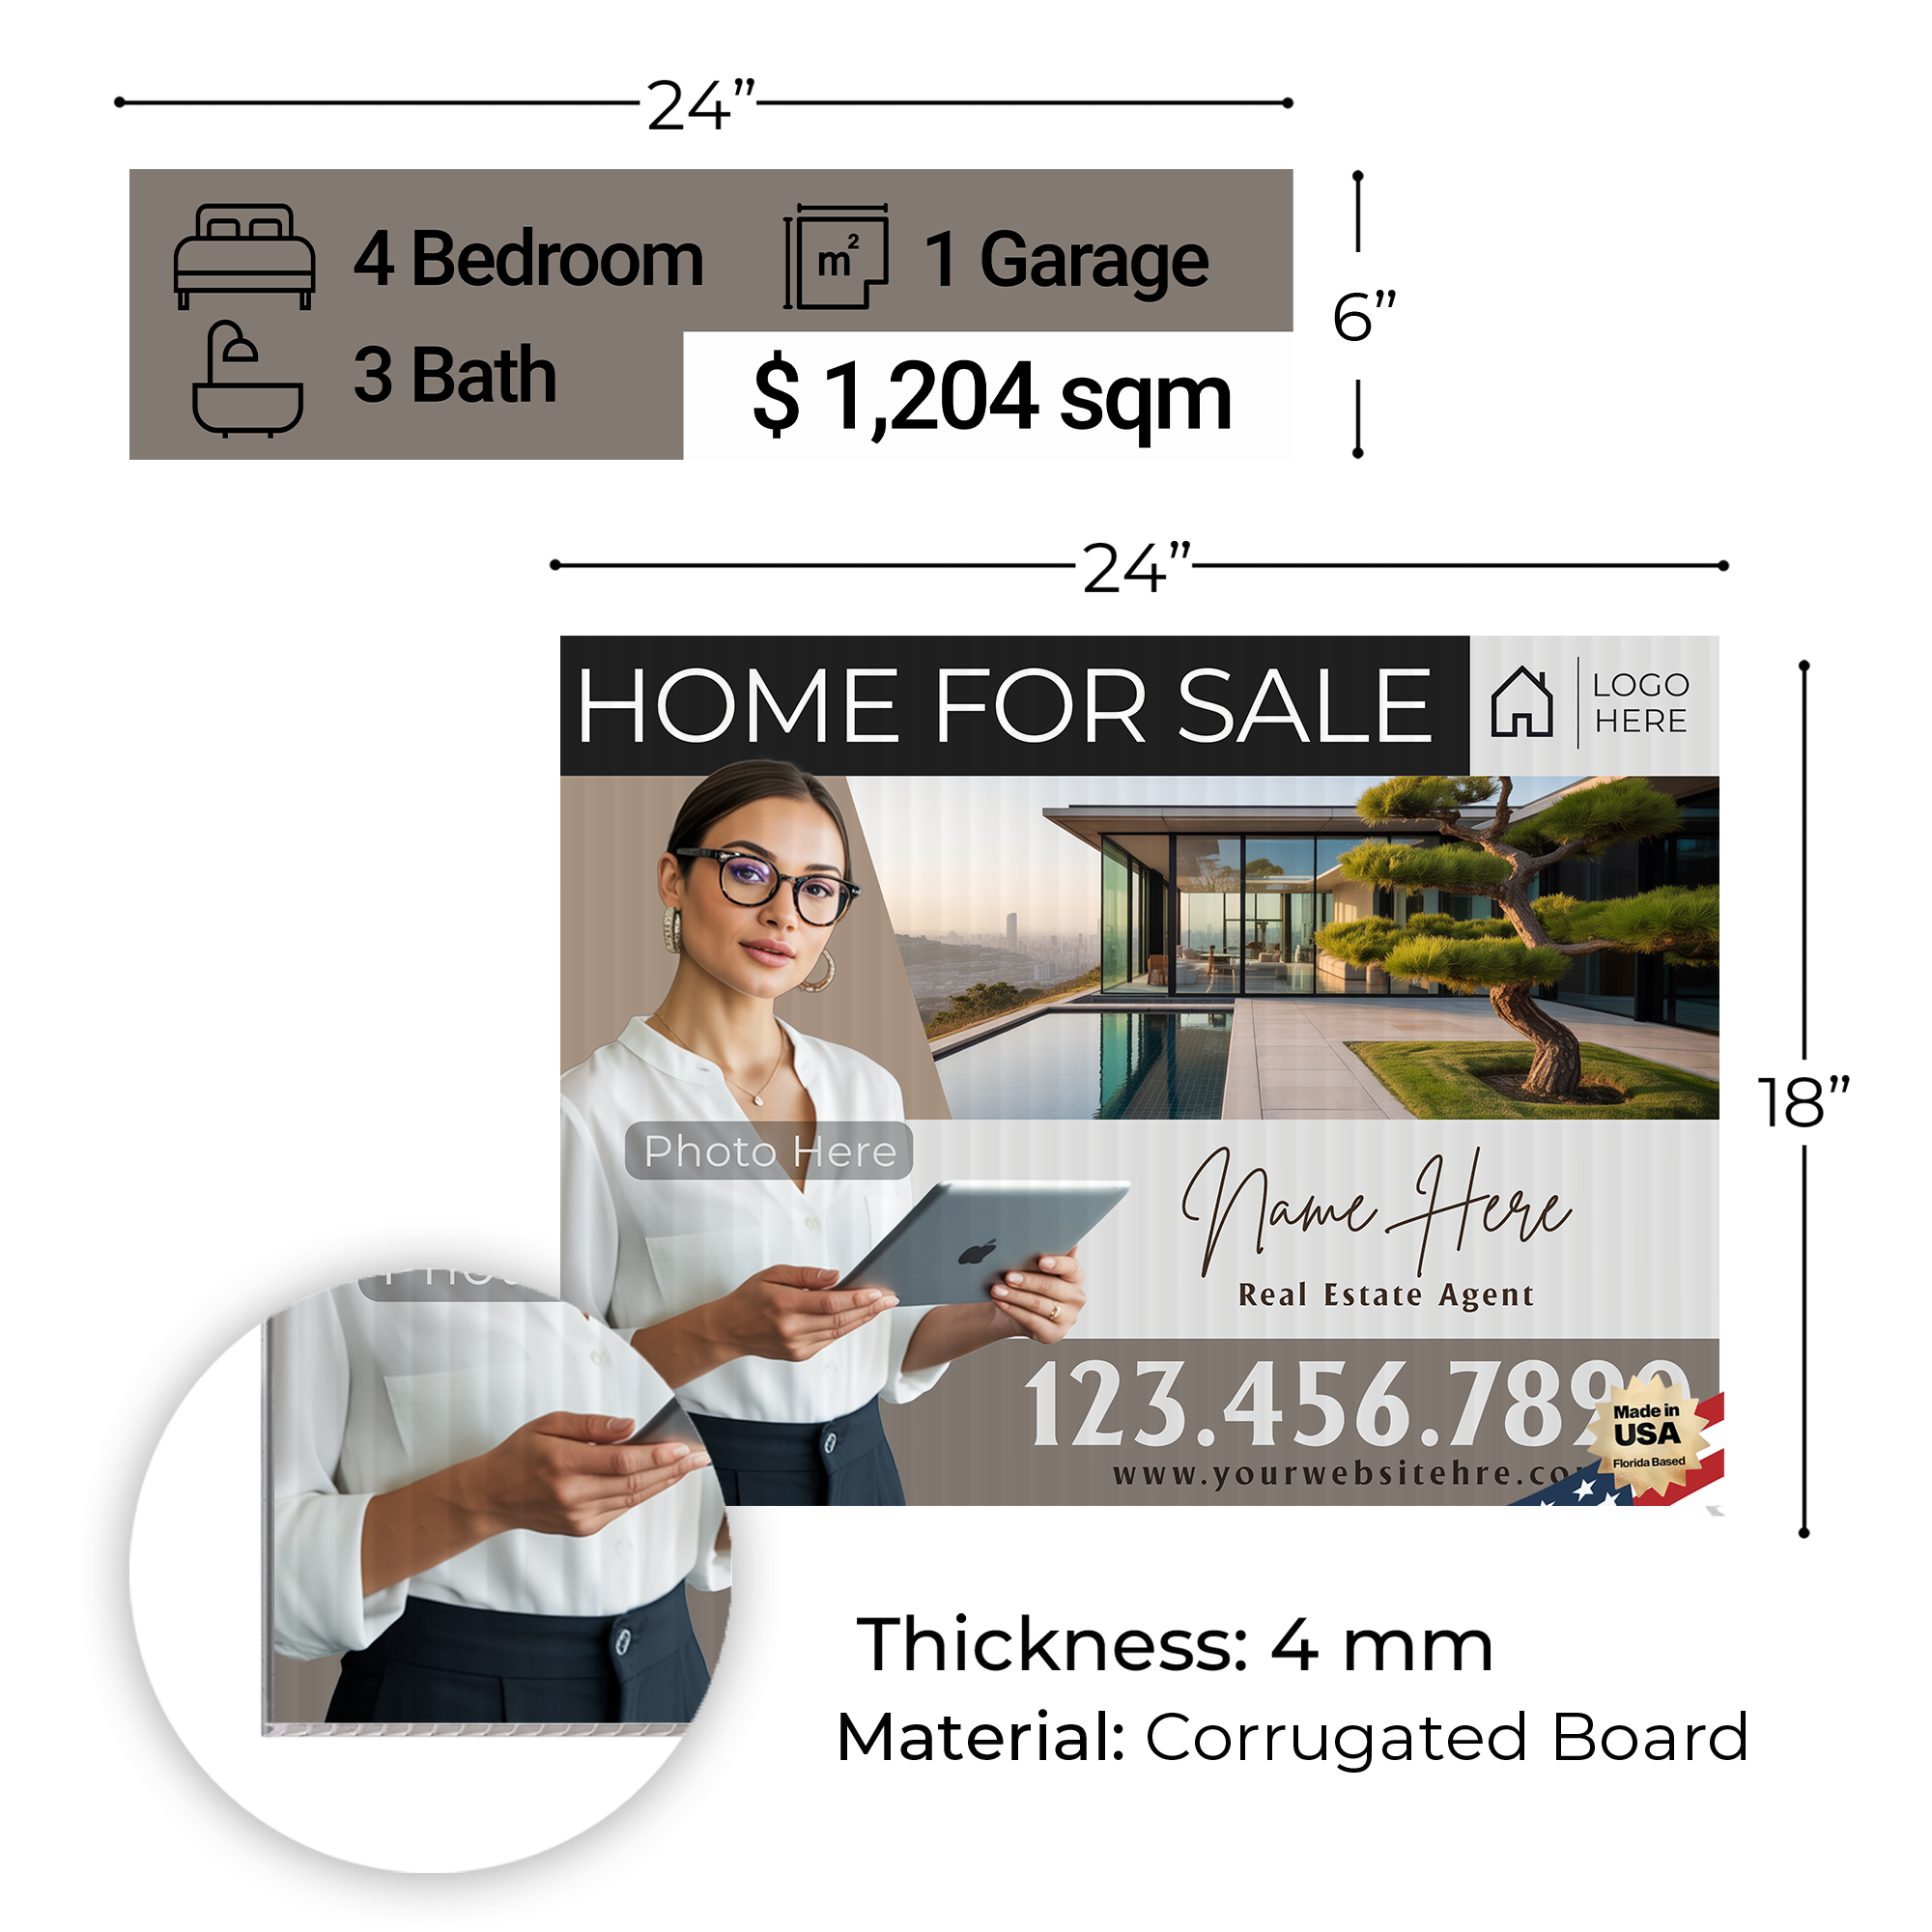 24”
4 Bedroom
m²
1 Garage
3 Bath
$ 1,204 sqm
6”
24”
HOME FOR SALE
LOGO
HERE
Photo Here
Name Here
Real Estate Agent
18”
123.456.7890
www.yourwebsitehre.co
Made in
USA
Florida Based
Thickness: 4 mm
Material: Corrugated Board